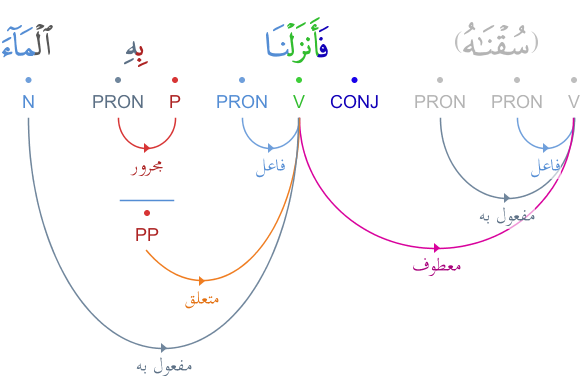 (سُقْنَـٰهُ) فَأَنزَلْنَا بِهِ ٱلْمَآءَ
V PRON PRON CONJ V PRON P PRON N
فاعل فاعل مجرور
مفعول به
PP
معطوف
متعلق
مفعول به